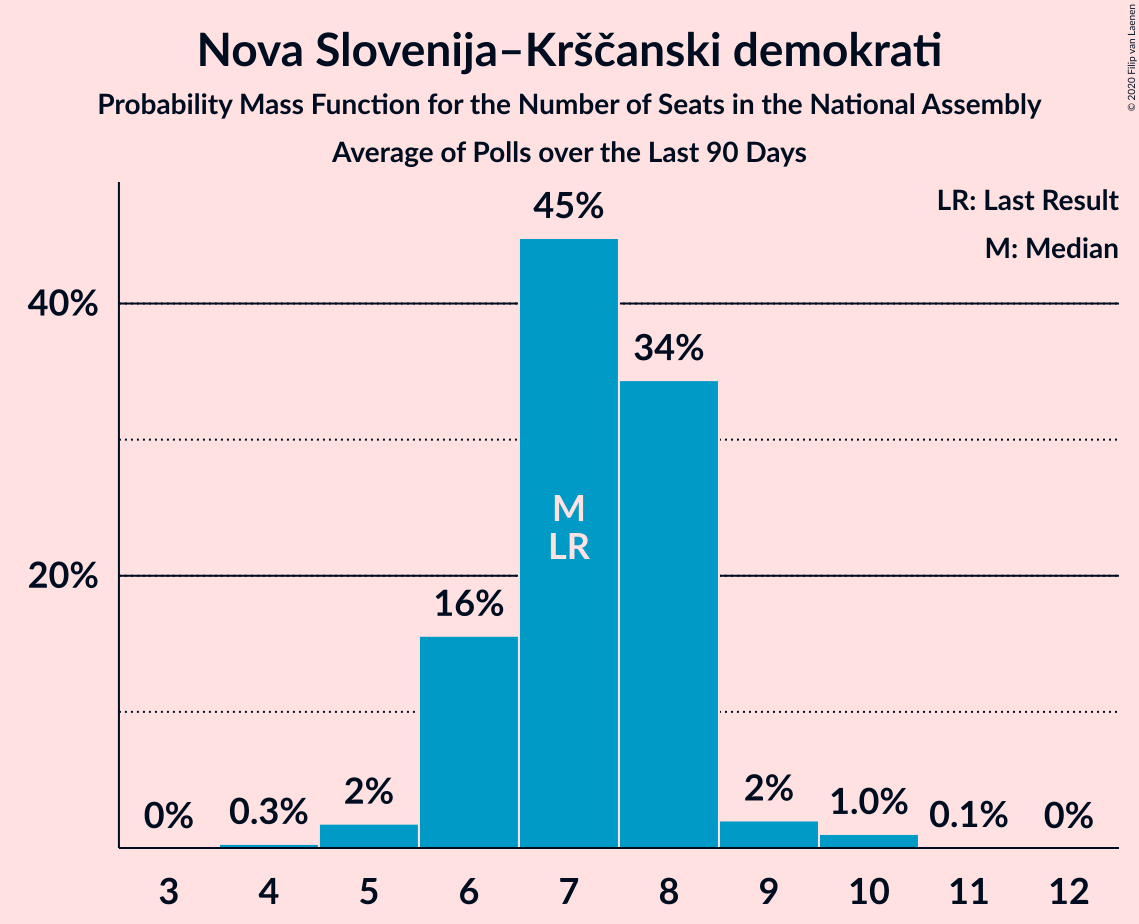 Nova Slovenija–Krščanski demokrati
Probability Mass Function for the Number of Seats in the National Assembly
Average of Polls over the Last 90 Days
© 2020 Filip van Laenen
LR: Last Result
M: Median
40%
20%
0%
0.3%
2%
16%
45%
34%
2%
1.0%
0.1%
0%
M
LR
3 4 5 6 7 8 9 10 11 12